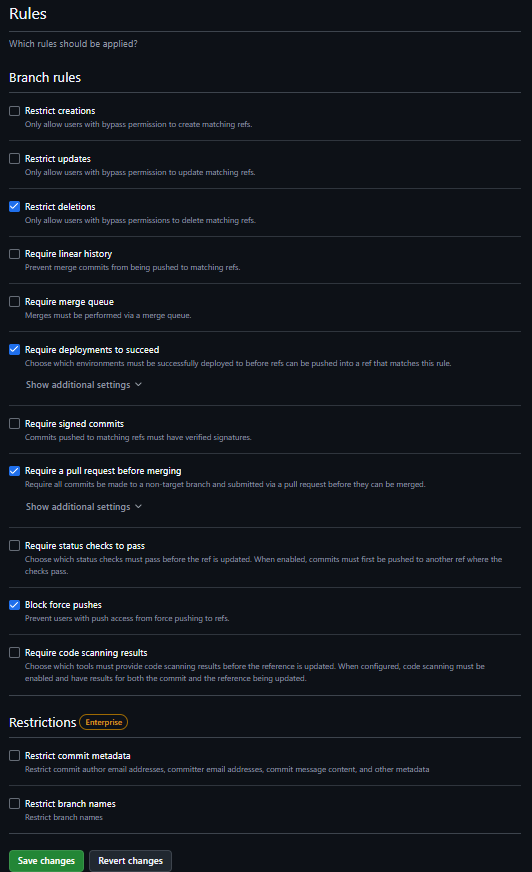 Rules
Which rules should be applied?
Branch rules
Restrict creations
Only allow users with bypass permission to create matching refs.
Restrict updates
Only allow users with bypass permission to update matching refs.
Restrict deletions
Only allow users with bypass permissions to delete matching refs.
Require linear history
Prevent merge commits from being pushed to matching refs.
Require merge queue
Merges must be performed via a merge queue.
Require deployments to succeed
Choose which environments must be successfully deployed to before refs can be pushed into a ref that matches this rule.
Show additional settings
Require signed commits
Commits pushed to matching refs must have verified signatures.
Require a pull request before merging
Require all commits be made to a non-target branch and submitted via a pull request before they can be merged.
Show additional settings
Require status checks to pass
Choose which status checks must pass before the ref is updated. When enabled, commits must first be pushed to another ref where the
checks pass.
Block force pushes
Prevent users with push access from force pushing to refs.
Require code scanning results
Choose which tools must provide code scanning results before the reference is updated. When configured, code scanning must be
enabled and have results for both the commit and the reference being updated.
Restrictions Enterprise
Restrict commit metadata
Restrict commit author email addresses, committer email addresses, commit message content, and other metadata
Restrict branch names
Restrict branch names
Save changes Revert changes